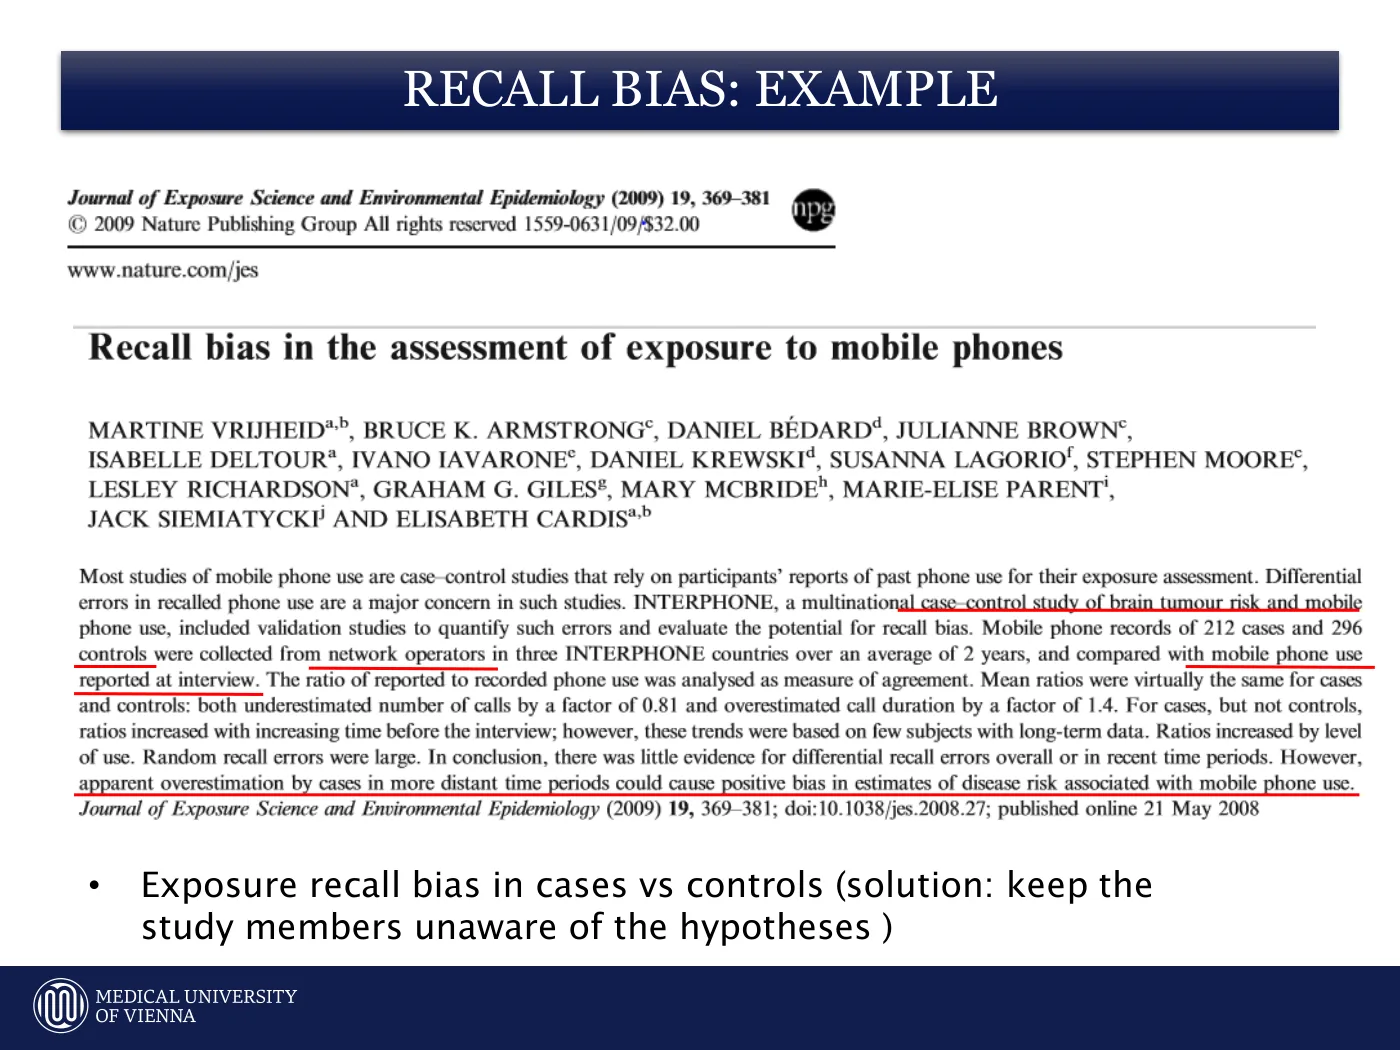 RECALL BIAS: EXAMPLE
Journal of Exposure Science and Environmental Epidemiology (2009) 19, 369–381
© 2009 Nature Publishing Group All rights reserved 1559-0631/09/$32.00
npg
www.nature.com/jes
Recall bias in the assessment of exposure to mobile phones
MARTINE VRIJHEIDa,b, BRUCE K. ARMSTRONGc, DANIEL BÉDARDd, JULIANNE BROWNc,
ISABELLE DELTOURa, IVANO IAVARONEe, DANIEL KREWSKId, SUSANNA LAGORIOf, STEPHEN MOOREc,
LESLEY RICHARDSONa, GRAHAM G. GILESg, MARY MCBRIDEh, MARIE-ELISE PARENTi,
JACK SIEMIATYCKIj AND ELISABETH CARDISa,b
Most studies of mobile phone use are case–control studies that rely on participants' reports of past phone use for their exposure assessment. Differential
errors in recalled phone use are a major concern in such studies. INTERPHONE, a multinational case–control study of brain tumour risk and mobile
phone use, included validation studies to quantify such errors and evaluate the potential for recall bias. Mobile phone records of 212 cases and 296
controls were collected from network operators in three INTERPHONE countries over an average of 2 years, and compared with mobile phone use
reported at interview. The ratio of reported to recorded phone use was analysed as measure of agreement. Mean ratios were virtually the same for cases
and controls: both underestimated number of calls by a factor of 0.81 and overestimated call duration by a factor of 1.4. For cases, but not controls,
ratios increased with increasing time before the interview; however, these trends were based on few subjects with long-term data. Ratios increased by level
of use. Random recall errors were large. In conclusion, there was little evidence for differential recall errors overall or in recent time periods. However,
apparent overestimation by cases in more distant time periods could cause positive bias in estimates of disease risk associated with mobile phone use.
Journal of Exposure Science and Environmental Epidemiology (2009) 19, 369–381; doi:10.1038/jes.2008.27; published online 21 May 2008
• Exposure recall bias in cases vs controls (solution: keep the
study members unaware of the hypotheses )
MEDICAL UNIVERSITY
OF VIENNA